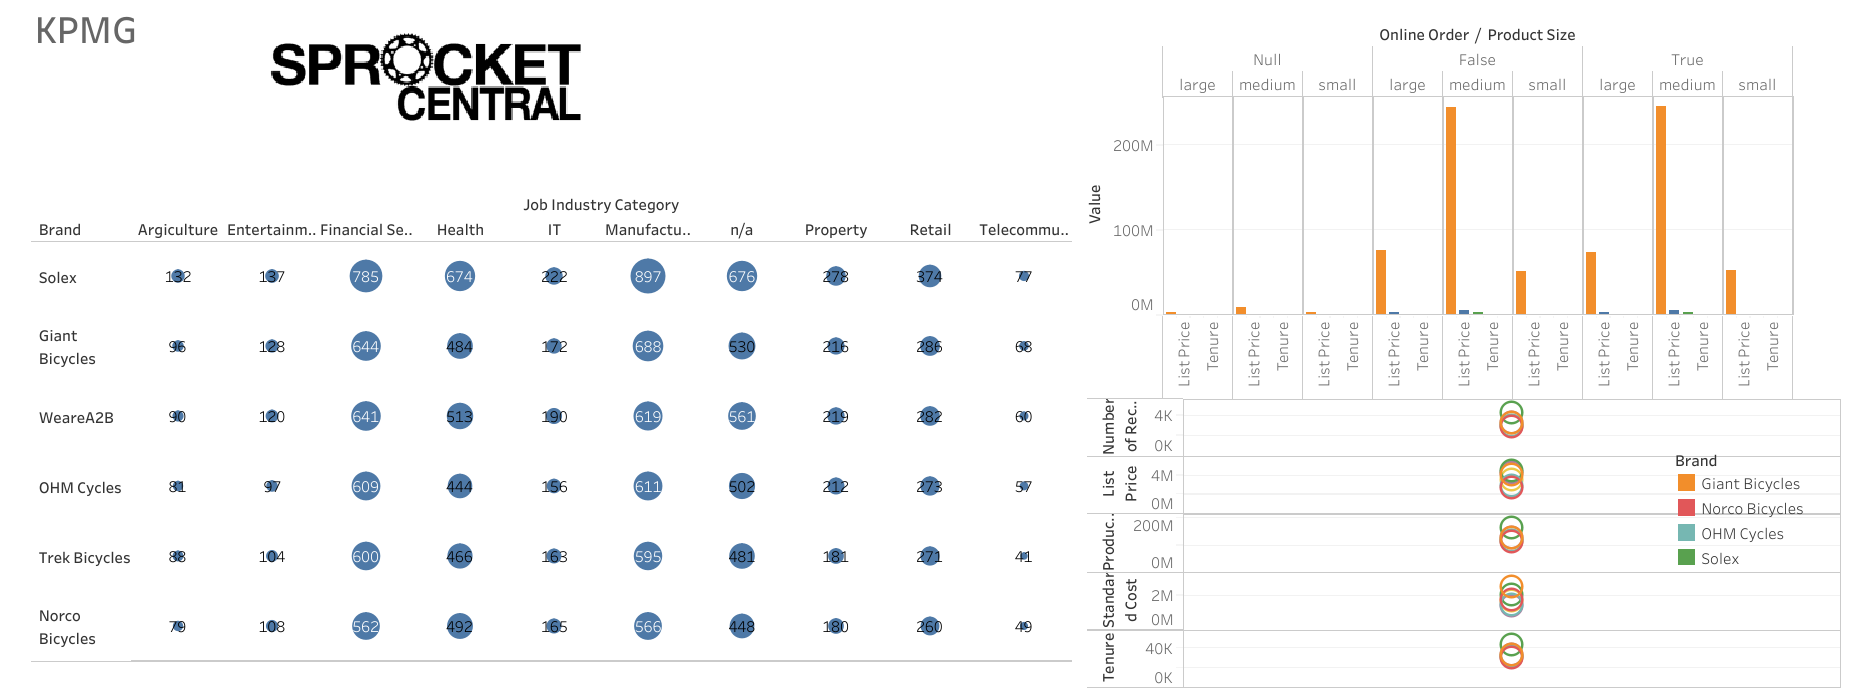 KPMG
SPROCKET
CENTRAL
Job Industry Category
Brand Argiculture Entertainm.. Financial Se.. Health IT Manufactu.. n/a Property Retail Telecommu..
Solex 132 137 785 674 222 897 676 278 374 77
Giant Bicycles 96 128 644 484 172 688 530 216 286 68
WeareA2B 90 120 641 513 190 619 561 219 282 60
OHM Cycles 81 97 609 444 156 611 502 212 273 57
Trek Bicycles 88 104 600 466 163 595 481 181 271 41
Norco Bicycles 79 108 562 492 165 566 448 180 260 49
Online Order / Product Size
Null False True
large medium small large medium small large medium small
Value
200M
100M
0M
List Price Tenure List Price Tenure List Price Tenure List Price Tenure List Price Tenure List Price Tenure List Price Tenure List Price Tenure List Price Tenure
Number of Rec..
4K
0K
List Price
4M
0M
Produc..
200M
0M
Standard Cost
2M
0M
Tenure
40K
0K
Brand
Giant Bicycles
Norco Bicycles
OHM Cycles
Solex